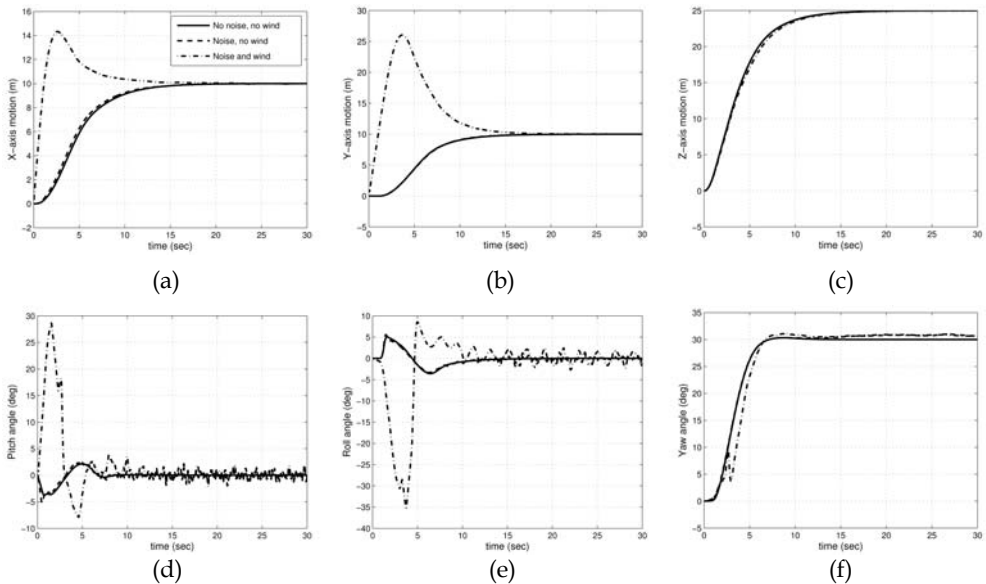 16
14
12
10
8
6
4
2
0
−2
0 5 10 15 20 25 30
X−axis motion (m)
time (sec)
No noise, no wind
Noise, no wind
Noise and wind
(a)
30
25
20
15
10
5
0
−5
0 5 10 15 20 25 30
Y−axis motion (m)
time (sec)
(b)
25
20
15
10
5
0
−5
0 5 10 15 20 25 30
Z−axis motion (m)
time (sec)
(c)
30
25
20
15
10
5
0
−5
−10
0 5 10 15 20 25 30
Pitch angle (deg)
time (sec)
(d)
10
5
0
−5
−10
−15
−20
−25
−30
−35
−40
0 5 10 15 20 25 30
Roll angle (deg)
time (sec)
(e)
35
30
25
20
15
10
5
0
−5
0 5 10 15 20 25 30
Yaw angle (deg)
time (sec)
(f)